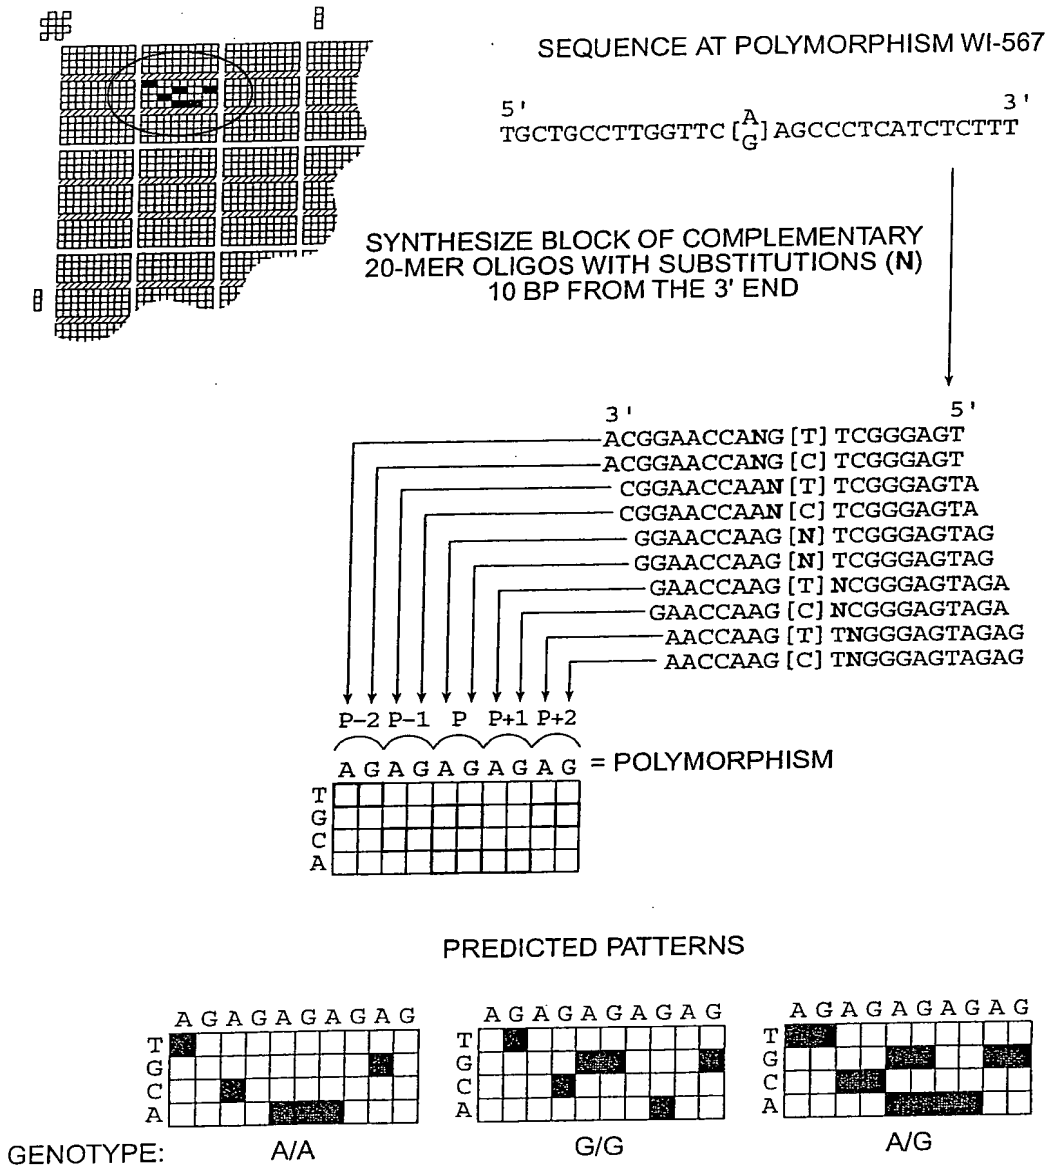 SEQUENCE AT POLYMORPHISM WI-567
5' 3'
TGCTGCCTTGGTTC [A/G] AGCCCTCATCTCTTT
SYNTHESIZE BLOCK OF COMPLEMENTARY
20-MER OLIGOS WITH SUBSTITUTIONS (N)
10 BP FROM THE 3' END
3' 5'
ACGGAACCANG [T] TCGGGAGT
ACGGAACCANG [C] TCGGGAGT
CGGAACCAAN [T] TCGGGAGTA
CGGAACCAAN [C] TCGGGAGTA
GGAACCAAG [N] TCGGGAGTAG
GGAACCAAG [N] TCGGGAGTAG
GAACCAAG [T] NCGGGAGTAGA
GAACCAAG [C] NCGGGAGTAGA
AACCAAG [T] TNGGGAGTAGAG
AACCAAG [C] TNGGGAGTAGAG
P-2 P-1 P P+1 P+2
A G A G A G A G A G = POLYMORPHISM
T
G
C
A
PREDICTED PATTERNS
A G A G A G A G A G
T
G
C
A
A G A G A G A G A G
T
G
C
A
A G A G A G A G A G
T
G
C
A
GENOTYPE: A/A G/G A/G